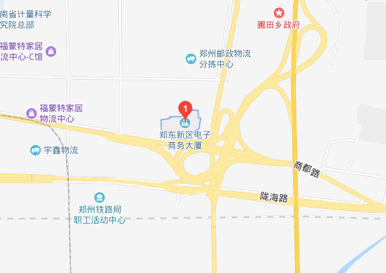 南省计量科学
究院总部
圃田乡政府
福蒙特家居
流中心-C馆
郑州邮政物流
分拣中心
福蒙特家居
物流中心
1
郑东新区电子
商务大厦
宇鑫物流
商都路
陇海路
郑州铁路局
职工活动中心